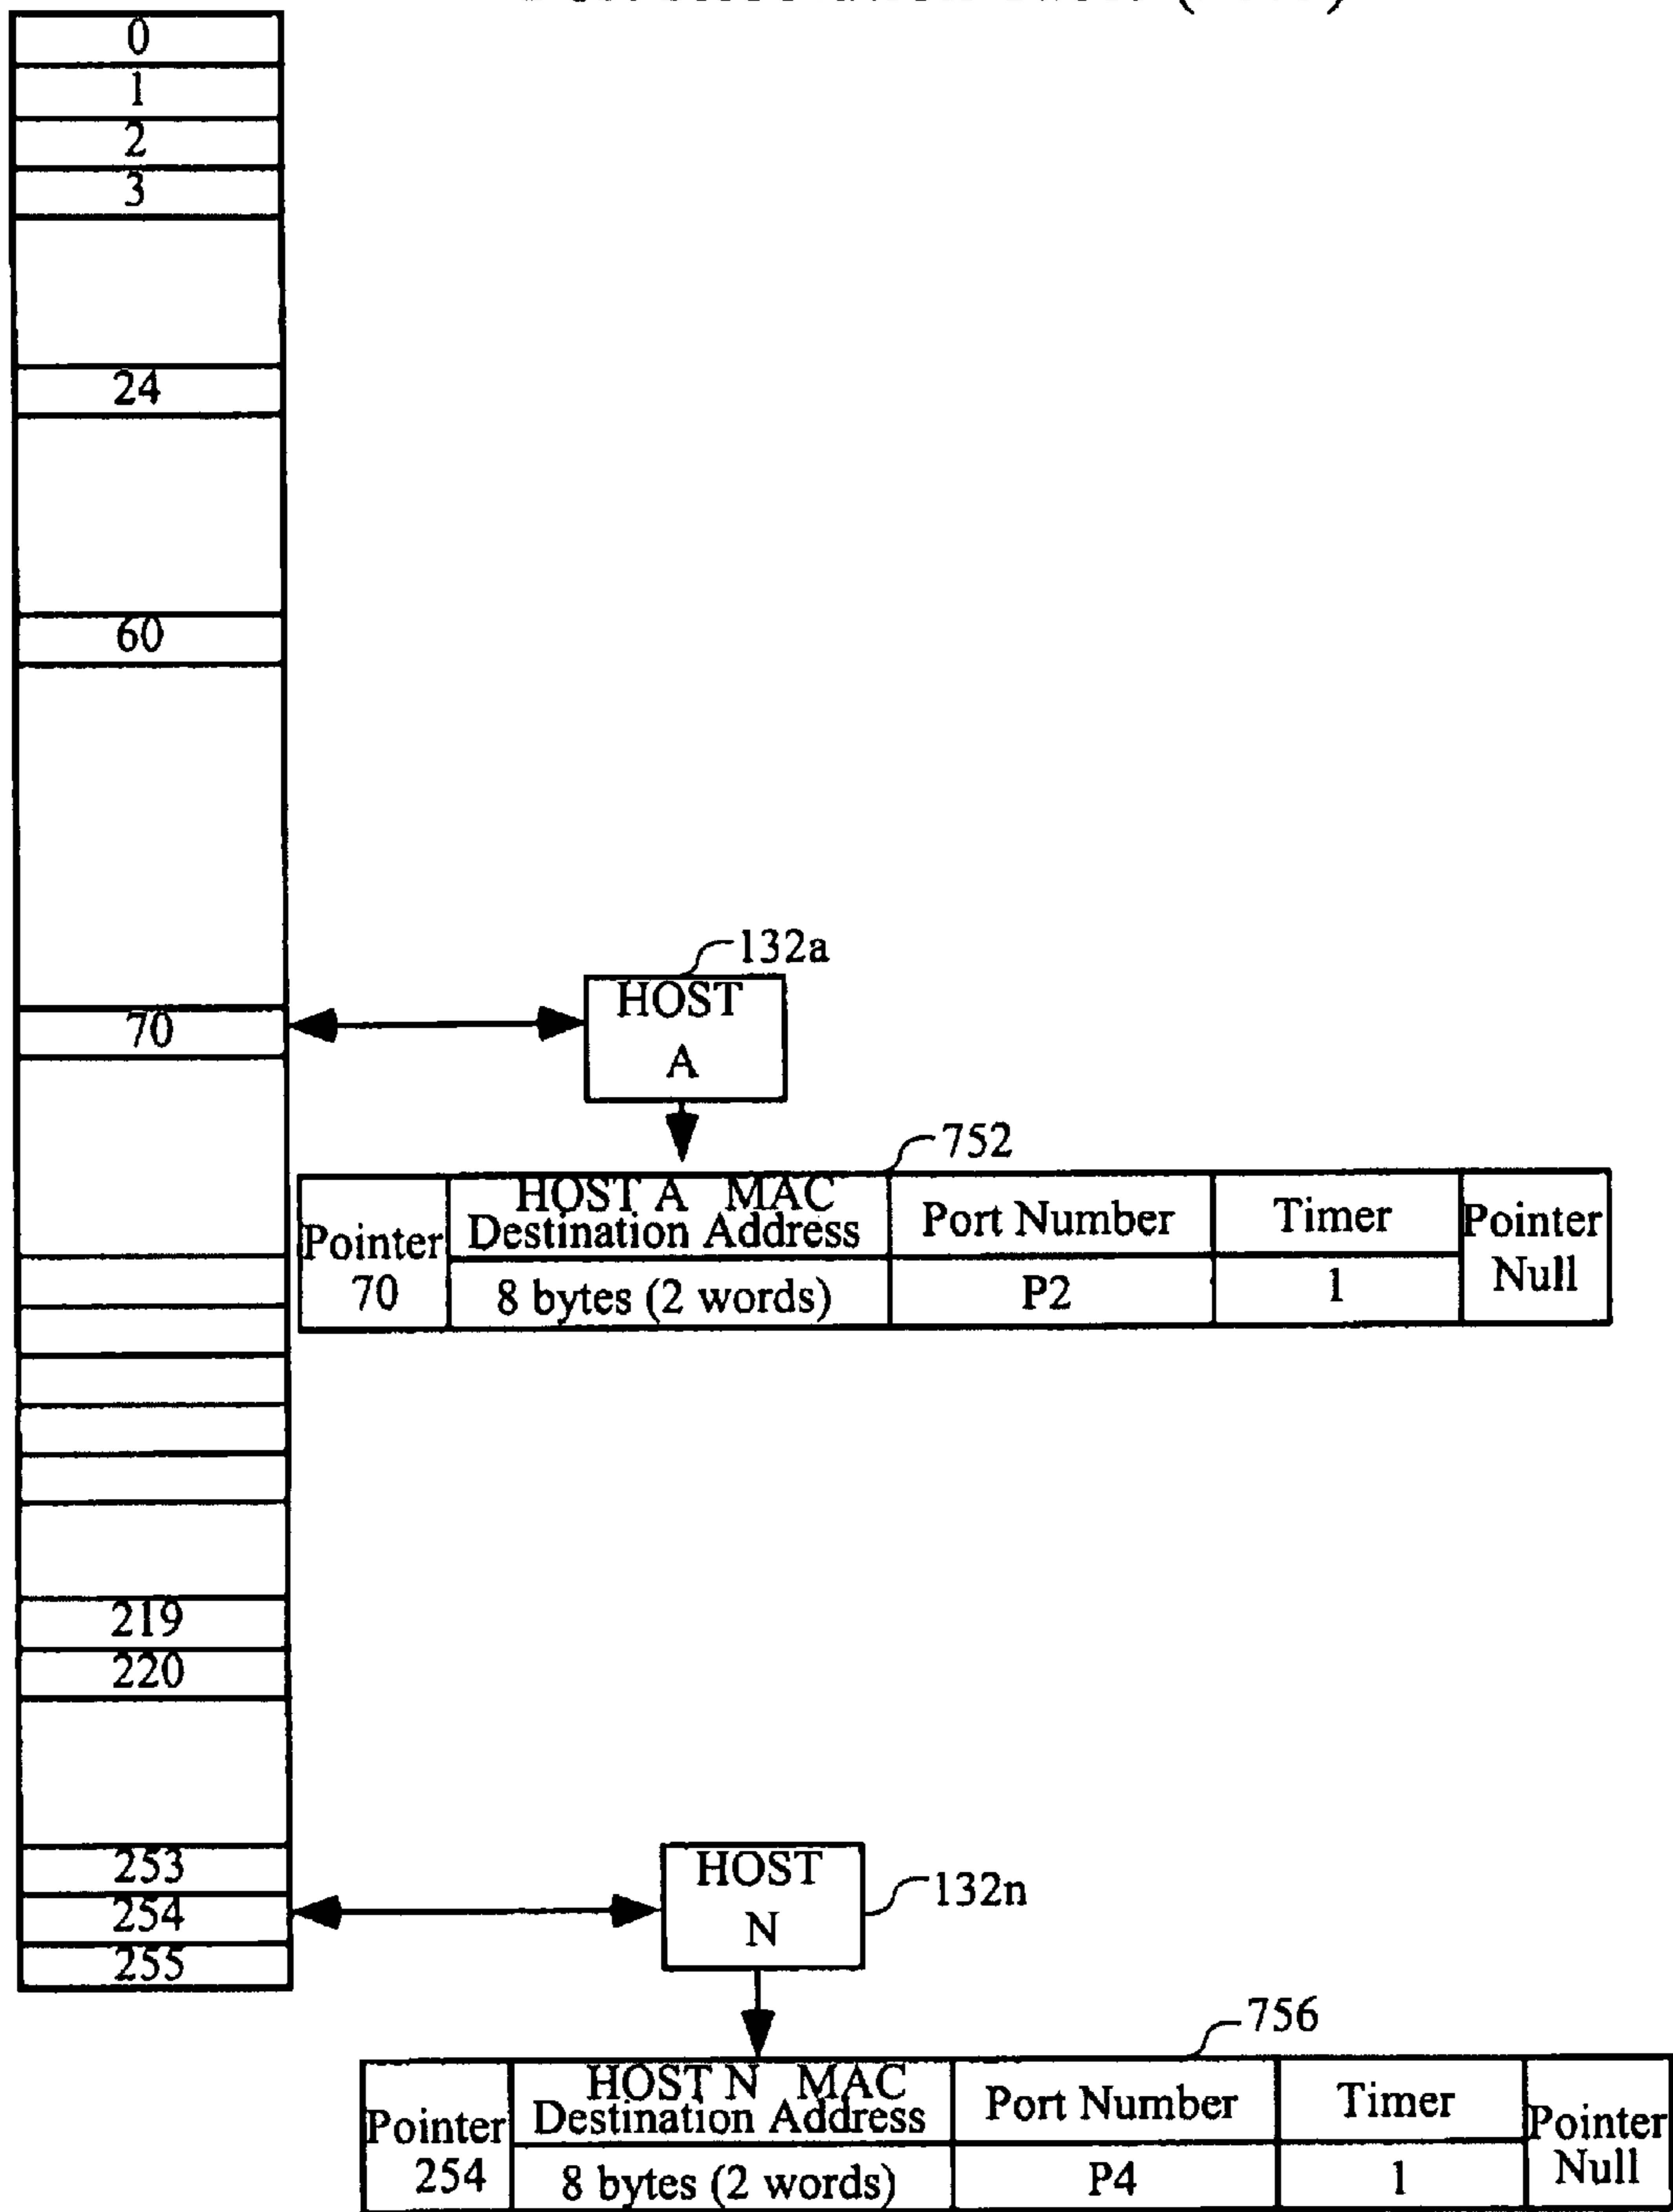 0
1
2
3
24
60
132a
HOST
A
70
752
Pointer
70
HOST A MAC
Destination Address
8 bytes (2 words)
Port Number
P2
Timer
1
Pointer
Null
219
220
253
254
255
HOST
N
132n
756
Pointer
254
HOST N MAC
Destination Address
8 bytes (2 words)
Port Number
P4
Timer
1
Pointer
Null